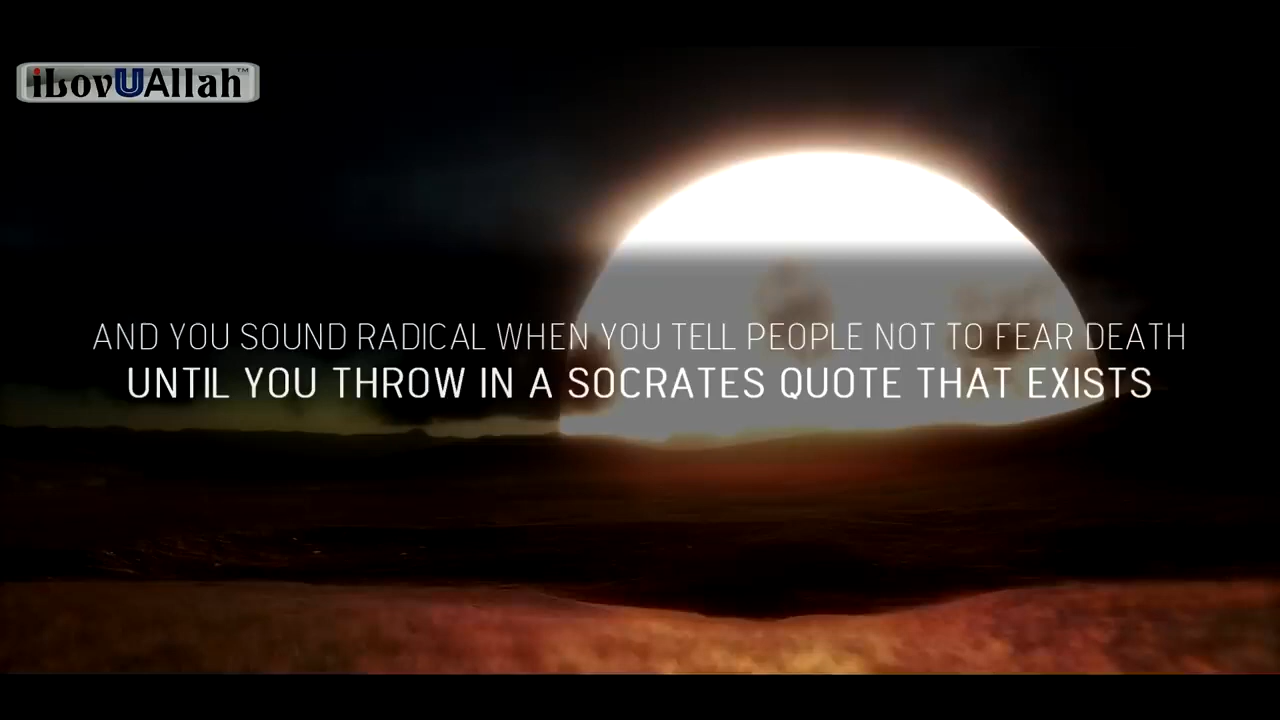 iLovUAllah™
AND YOU SOUND RADICAL WHEN YOU TELL PEOPLE NOT TO FEAR DEATH
UNTIL YOU THROW IN A SOCRATES QUOTE THAT EXISTS